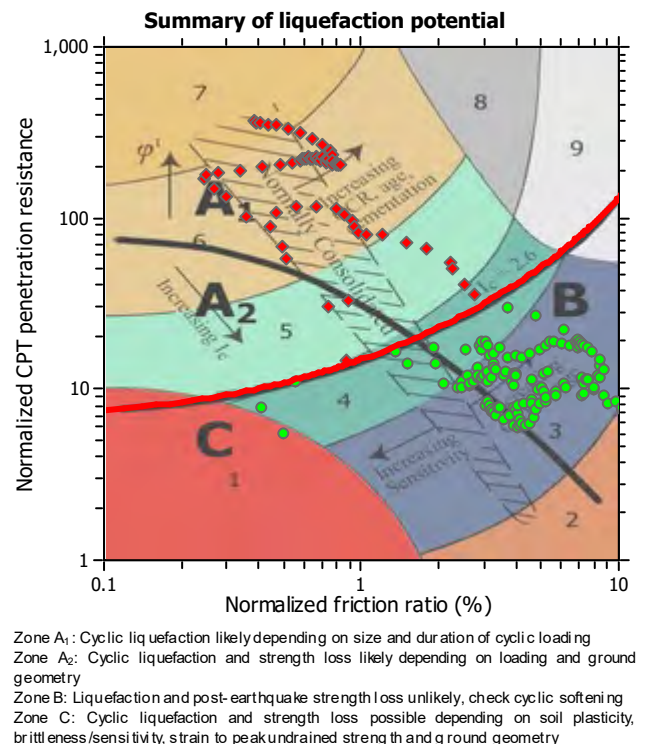 Summary of liquefaction potential
Normalized CPT penetration resistance
1,000
100
10
1
7
8
9
φ'
A1
Increasing
OCR, age,
cementation
Normally Consolidated
6
A2
Ic = 2.6
B
Increasing Ic
5
4
C
3
Increasing
Sensitivity
1
2
0.1
1
10
Normalized friction ratio (%)
Zone A1: Cyclic liquefaction likely depending on size and duration of cyclic loading
Zone A2: Cyclic liquefaction and strength loss likely depending on loading and ground
geometry
Zone B: Liquefaction and post-earthquake strength loss unlikely, check cyclic softening
Zone C: Cyclic liquefaction and strength loss possible depending on soil plasticity,
brittleness/sensitivity, strain to peak undrained strength and ground geometry